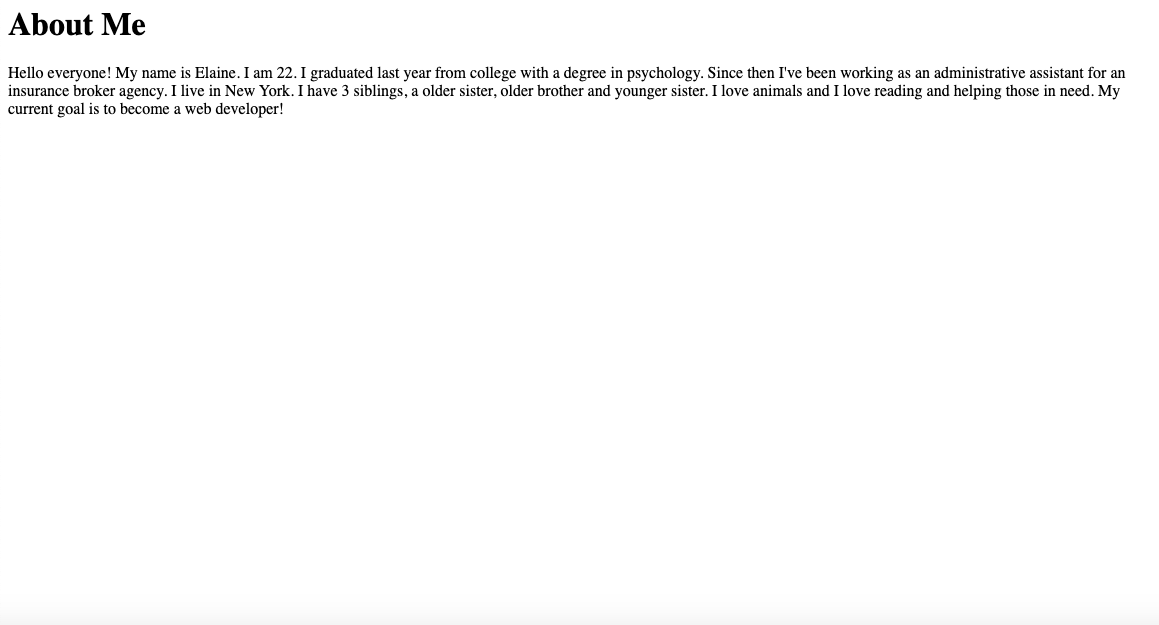 About Me
Hello everyone! My name is Elaine. I am 22. I graduated last year from college with a degree in psychology. Since then I've been working as an administrative assistant for an
insurance broker agency. I live in New York. I have 3 siblings, a older sister, older brother and younger sister. I love animals and I love reading and helping those in need. My
current goal is to become a web developer!